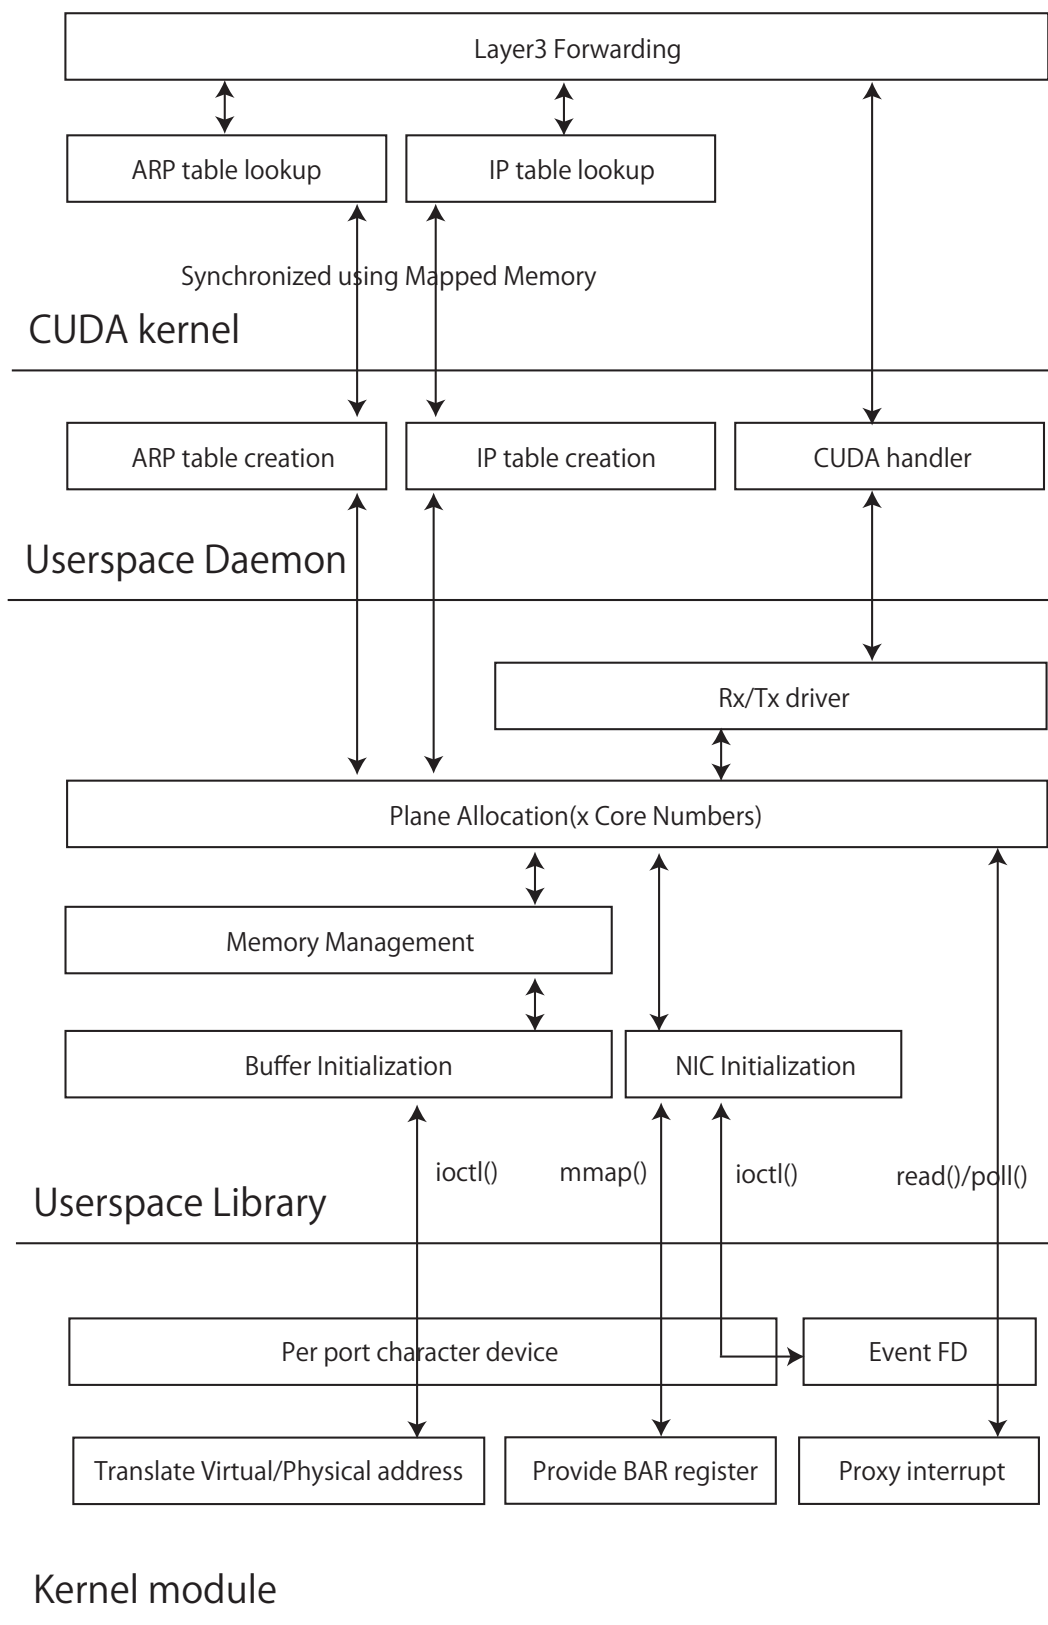 Layer3 Forwarding
ARP table lookup
IP table lookup
Synchronized using Mapped Memory
CUDA kernel
ARP table creation
IP table creation
CUDA handler
Userspace Daemon
Rx/Tx driver
Plane Allocation(x Core Numbers)
Memory Management
Buffer Initialization
NIC Initialization
ioctl()
mmap()
ioctl()
read()/poll()
Userspace Library
Per port character device
Event FD
Translate Virtual/Physical address
Provide BAR register
Proxy interrupt
Kernel module